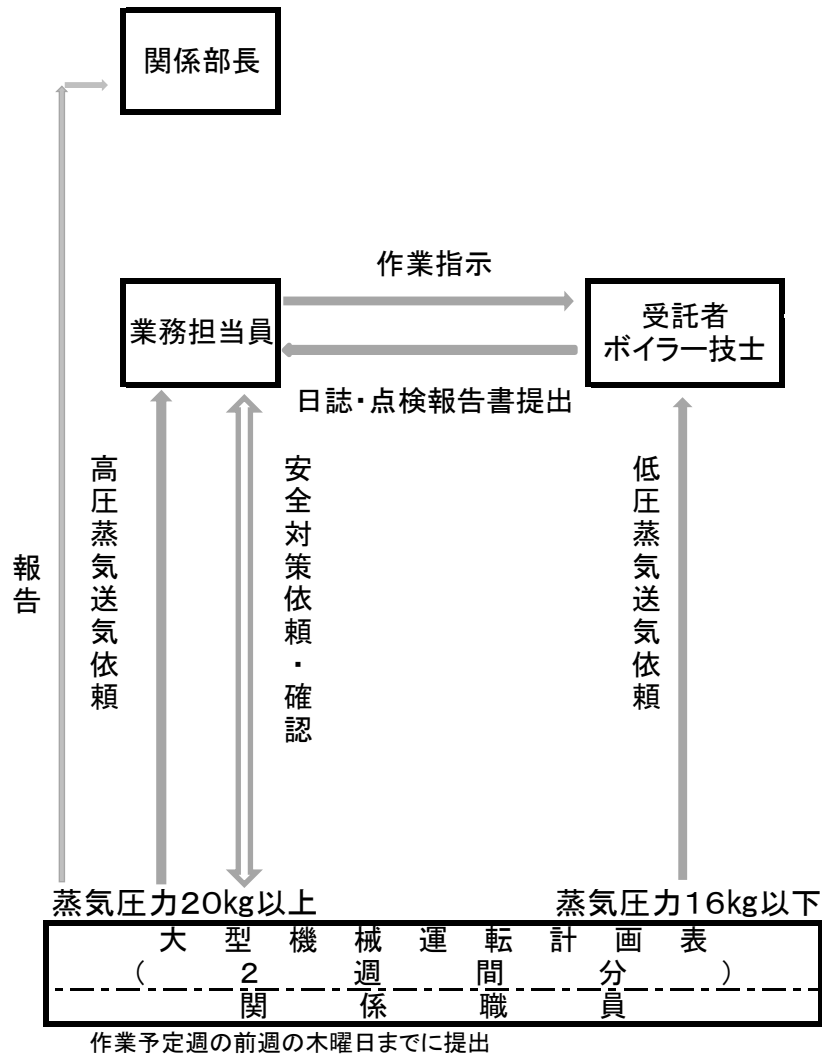 関係部長
作業指示
業務担当員
受託者
ボイラー技士
日誌・点検報告書提出
報告
高圧蒸気送気依頼
安全対策依頼・確認
低圧蒸気送気依頼
蒸気圧力20kg以上
蒸気圧力16kg以下
大型機械運転計画表
(2週間分)
関係職員
作業予定週の前週の木曜日までに提出